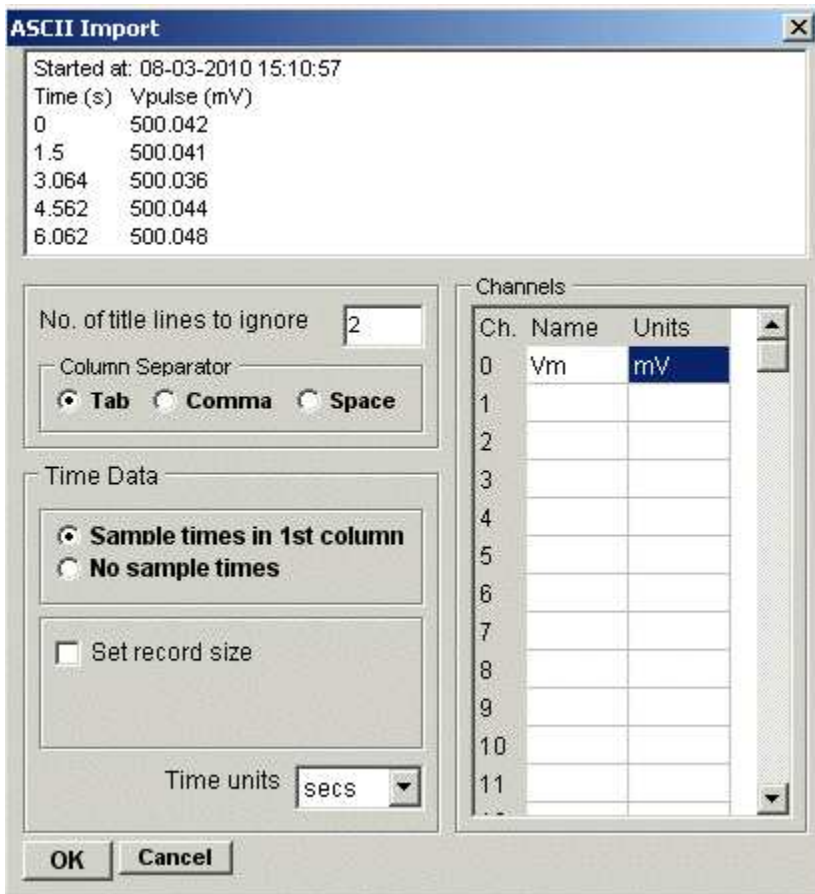 ASCII Import
Started at: 08-03-2010 15:10:57
Time (s) Vpulse (mV)
0 500.042
1.5 500.041
3.064 500.036
4.562 500.044
6.062 500.048
No. of title lines to ignore 2
Column Separator
Tab Comma Space
Time Data
Sample times in 1st column
No sample times
Set record size
Time units secs
OK Cancel
Channels
Ch. Name Units
0 Vm mV
1
2
3
4
5
6
7
8
9
10
11